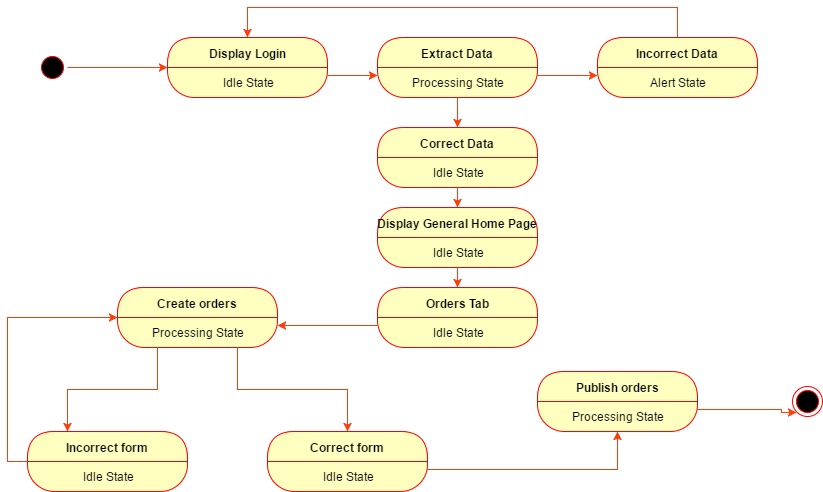 Display Login
Idle State
Extract Data
Processing State
Incorrect Data
Alert State
Correct Data
Idle State
Display General Home Page
Idle State
Orders Tab
Idle State
Create orders
Processing State
Publish orders
Processing State
Incorrect form
Idle State
Correct form
Idle State